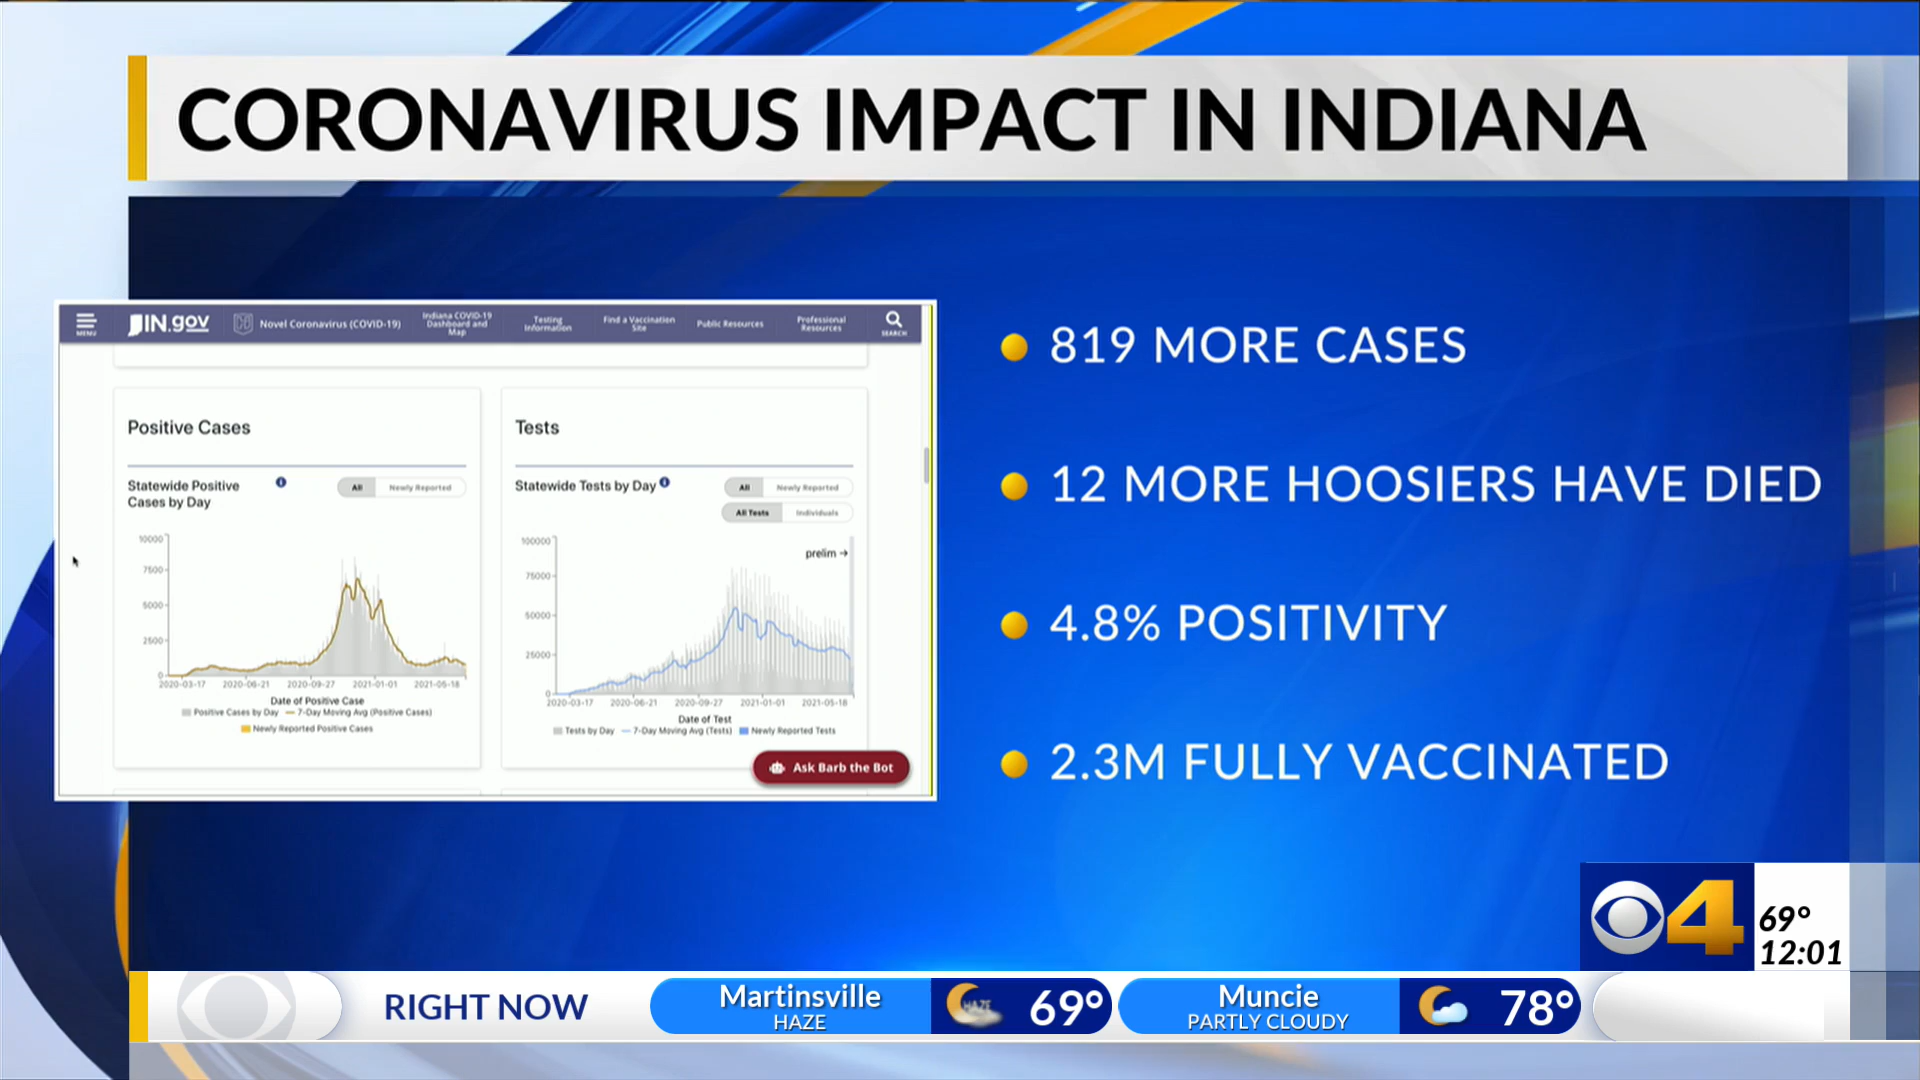 CORONAVIRUS IMPACT IN INDIANA
MENU
IN.gov
Novel Coronavirus (COVID-19)
Indiana COVID-19
Dashboard and
Map
Testing
Information
Find a Vaccination
Site
Public Resources
Professional
Resources
SEARCH
Positive Cases
Statewide Positive
Cases by Day
All
Newly Reported
10000
7500
5000
2500
0
2020-03-17 2020-06-21 2020-09-27 2021-01-01 2021-05-18
Date of Positive Case
Positive Cases by Day 7-Day Moving Avg (Positive Cases)
Newly Reported Positive Cases
Tests
Statewide Tests by Day
All
Newly Reported
All Tests
Individuals
prelim →
100000
75000
50000
25000
0
2020-03-17 2020-06-21 2020-09-27 2021-01-01 2021-05-18
Date of Test
Tests by Day 7-Day Moving Avg (Tests) Newly Reported Tests
Ask Barb the Bot
819 MORE CASES
12 MORE HOOSIERS HAVE DIED
4.8% POSITIVITY
2.3M FULLY VACCINATED
4
69°
12:01
RIGHT NOW
Martinsville
HAZE
HAZE
69°
Muncie
PARTLY CLOUDY
78°